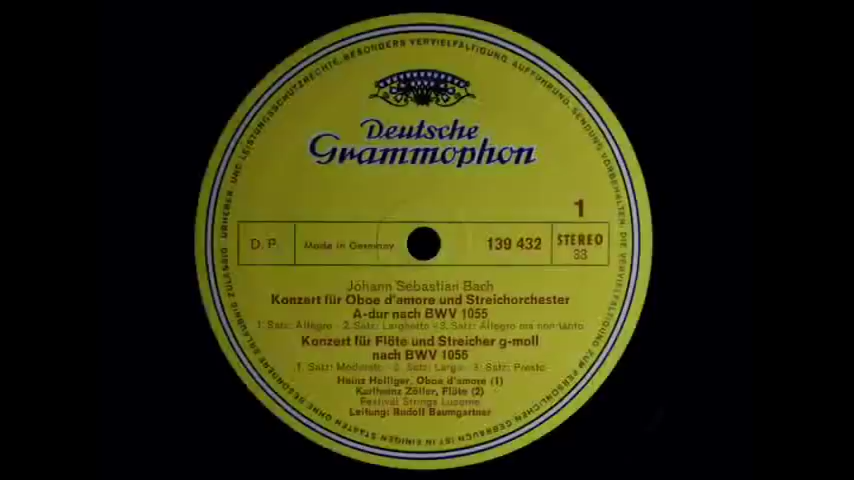 URHEBER- UND LEISTUNGSSCHUTZRECHTE, BESONDERS VERVIELFÄLTIGUNG, AUFFÜHRUNG, SENDUNG VORBEHALTEN. DIE VERVIELFÄLTIGUNG ZUM PERSÖNLICHEN GEBRAUCH IST IN EINIGEN STAATEN OHNE BESONDERE ERLAUBNIS ZULÄSSIG
Deutsche
Grammophon
1
D. P. Made in Germany 139 432 STEREO
33
Johann Sebastian Bach
Konzert für Oboe d'amore und Streichorchester
A-dur nach BWV 1055
1. Satz: Allegro - 2. Satz: Larghetto - 3. Satz: Allegro ma non tanto
Konzert für Flöte und Streicher g-moll
nach BWV 1056
1. Satz: Moderato - 2. Satz: Largo - 3. Satz: Presto
Heinz Holliger, Oboe d'amore (1)
Karlheinz Zöller, Flöte (2)
Festival Strings Lucerne
Leitung: Rudolf Baumgartner